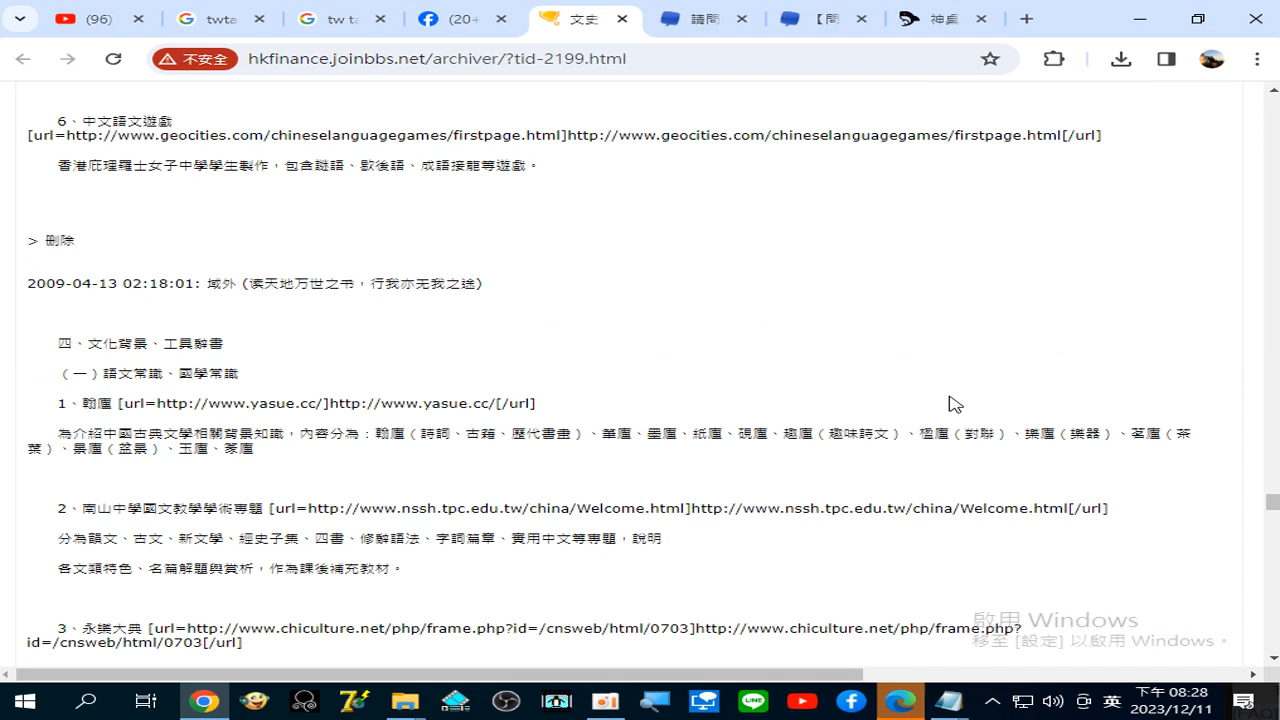 (96)
twta
tw ta
(20+
文史
請問
【問
神桌
不安全
hkfinance.joinbbs.net/archiver/?tid-2199.html
6、中文語文遊戲
[url=http://www.geocities.com/chineselanguagegames/firstpage.html]http://www.geocities.com/chineselanguagegames/firstpage.html[/url]
香港庇理羅士女子中學學生製作，包含謎語、歇後語、成語接龍等遊戲。
> 刪除
2009-04-13 02:18:01: 域外 (读天地万世之书，行我亦无我之途)
四、文化背景、工具辭書
（一）語文常識、國學常識
1、翰廬 [url=http://www.yasue.cc/]http://www.yasue.cc/[/url]
為介紹中國古典文學相關背景知識，內容分為：翰廬（詩詞、古籍、歷代書畫）、筆廬、墨廬、紙廬、硯廬、趣廬（趣味詩文）、楹廬（對聯）、樂廬（樂器）、茗廬（茶
葉）、景廬（盆景）、玉廬、篆廬
2、南山中學國文教學學術專題 [url=http://www.nssh.tpc.edu.tw/china/Welcome.html]http://www.nssh.tpc.edu.tw/china/Welcome.html[/url]
分為韻文、古文、新文學、經史子集、四書、修辭語法、字詞篇章、實用中文等專題，說明
各文類特色、名篇解題與賞析，作為課後補充教材。
3、永樂大典 [url=http://www.chiculture.net/php/frame.php?id=/cnsweb/html/0703]http://www.chiculture.net/php/frame.php?
id=/cnsweb/html/0703[/url]
啟用 Windows
移至 [設定] 以啟用 Windows。
英
下午 08:28
2023/12/11